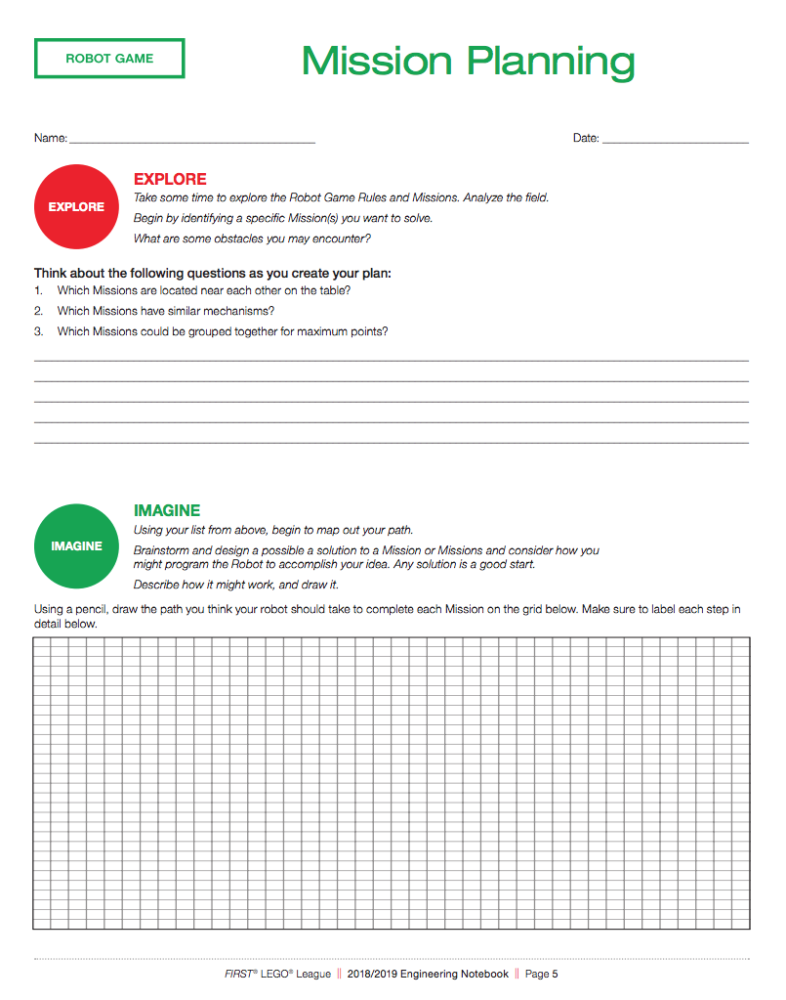 ROBOT GAME
Mission Planning
Name: ______________________________________ Date: _______________________
EXPLORE
EXPLORE
Take some time to explore the Robot Game Rules and Missions. Analyze the field.
Begin by identifying a specific Mission(s) you want to solve.
What are some obstacles you may encounter?
Think about the following questions as you create your plan:
1. Which Missions are located near each other on the table?
2. Which Missions have similar mechanisms?
3. Which Missions could be grouped together for maximum points?
IMAGINE
IMAGINE
Using your list from above, begin to map out your path.
Brainstorm and design a possible a solution to a Mission or Missions and consider how you
might program the Robot to accomplish your idea. Any solution is a good start.
Describe how it might work, and draw it.
Using a pencil, draw the path you think your robot should take to complete each Mission on the grid below. Make sure to label each step in
detail below.
FIRST® LEGO® League || 2018/2019 Engineering Notebook || Page 5